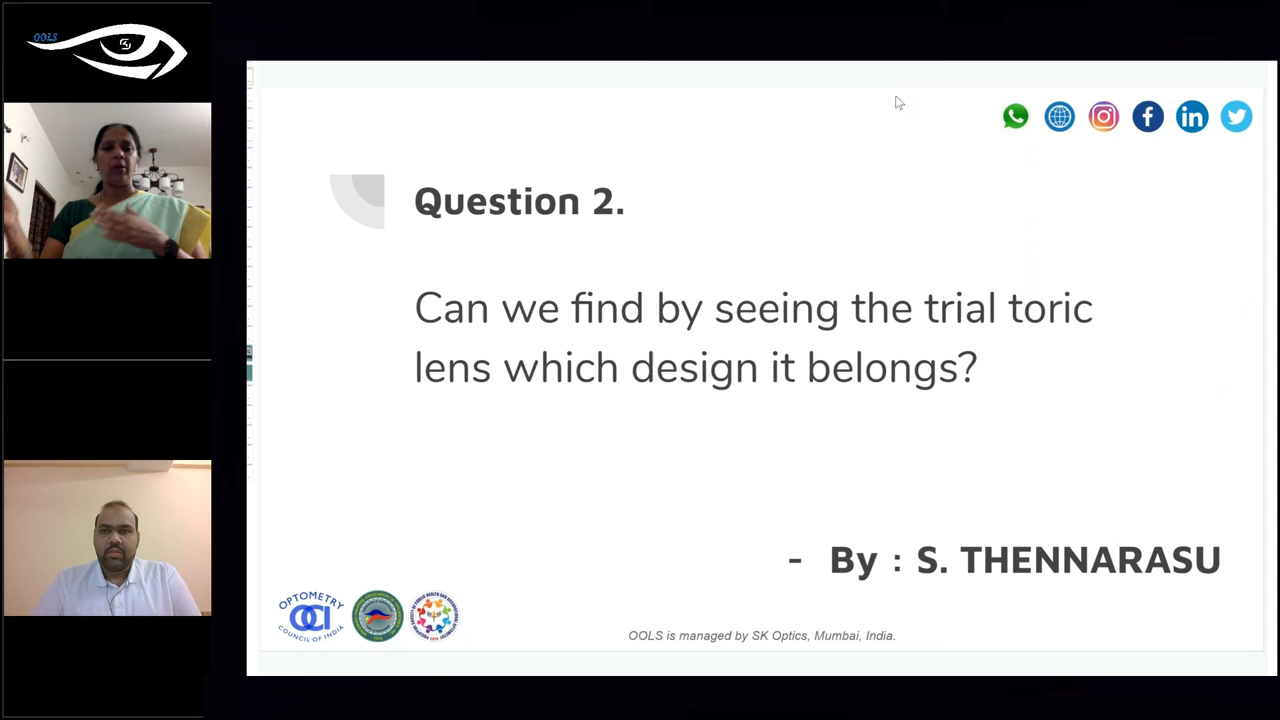 OOLS
Question 2.
Can we find by seeing the trial toric
lens which design it belongs?
- By : S. THENNARASU
OPTOMETRY
OCI
COUNCIL OF INDIA
OOLS is managed by SK Optics, Mumbai, India.